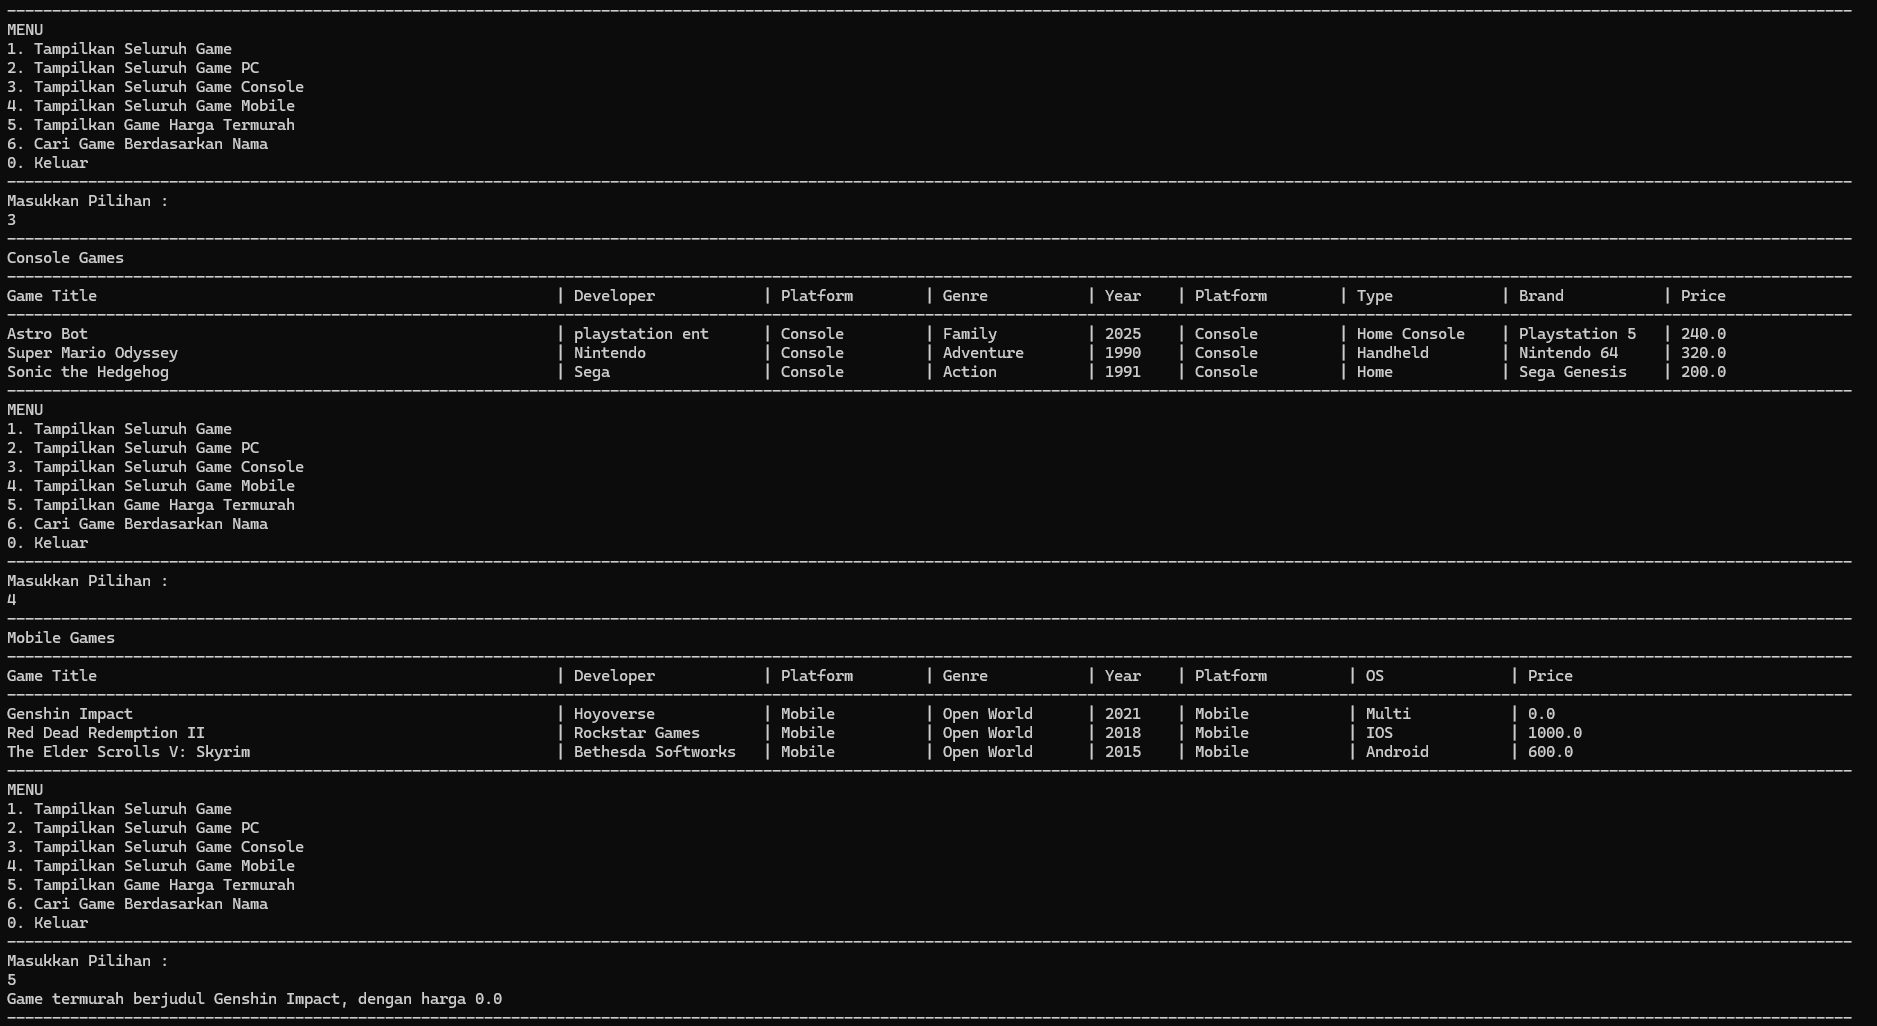 MENU
1. Tampilkan Seluruh Game
2. Tampilkan Seluruh Game PC
3. Tampilkan Seluruh Game Console
4. Tampilkan Seluruh Game Mobile
5. Tampilkan Game Harga Termurah
6. Cari Game Berdasarkan Nama
0. Keluar
Masukkan Pilihan :
3
Console Games
Game Title | Developer | Platform | Genre | Year | Platform | Type | Brand | Price
Astro Bot | playstation ent | Console | Family | 2025 | Console | Home Console | Playstation 5 | 240.0
Super Mario Odyssey | Nintendo | Console | Adventure | 1990 | Console | Handheld | Nintendo 64 | 320.0
Sonic the Hedgehog | Sega | Console | Action | 1991 | Console | Home | Sega Genesis | 200.0
MENU
1. Tampilkan Seluruh Game
2. Tampilkan Seluruh Game PC
3. Tampilkan Seluruh Game Console
4. Tampilkan Seluruh Game Mobile
5. Tampilkan Game Harga Termurah
6. Cari Game Berdasarkan Nama
0. Keluar
Masukkan Pilihan :
4
Mobile Games
Game Title | Developer | Platform | Genre | Year | Platform | OS | Price
Genshin Impact | Hoyoverse | Mobile | Open World | 2021 | Mobile | Multi | 0.0
Red Dead Redemption II | Rockstar Games | Mobile | Open World | 2018 | Mobile | IOS | 1000.0
The Elder Scrolls V: Skyrim | Bethesda Softworks | Mobile | Open World | 2015 | Mobile | Android | 600.0
MENU
1. Tampilkan Seluruh Game
2. Tampilkan Seluruh Game PC
3. Tampilkan Seluruh Game Console
4. Tampilkan Seluruh Game Mobile
5. Tampilkan Game Harga Termurah
6. Cari Game Berdasarkan Nama
0. Keluar
Masukkan Pilihan :
5
Game termurah berjudul Genshin Impact, dengan harga 0.0